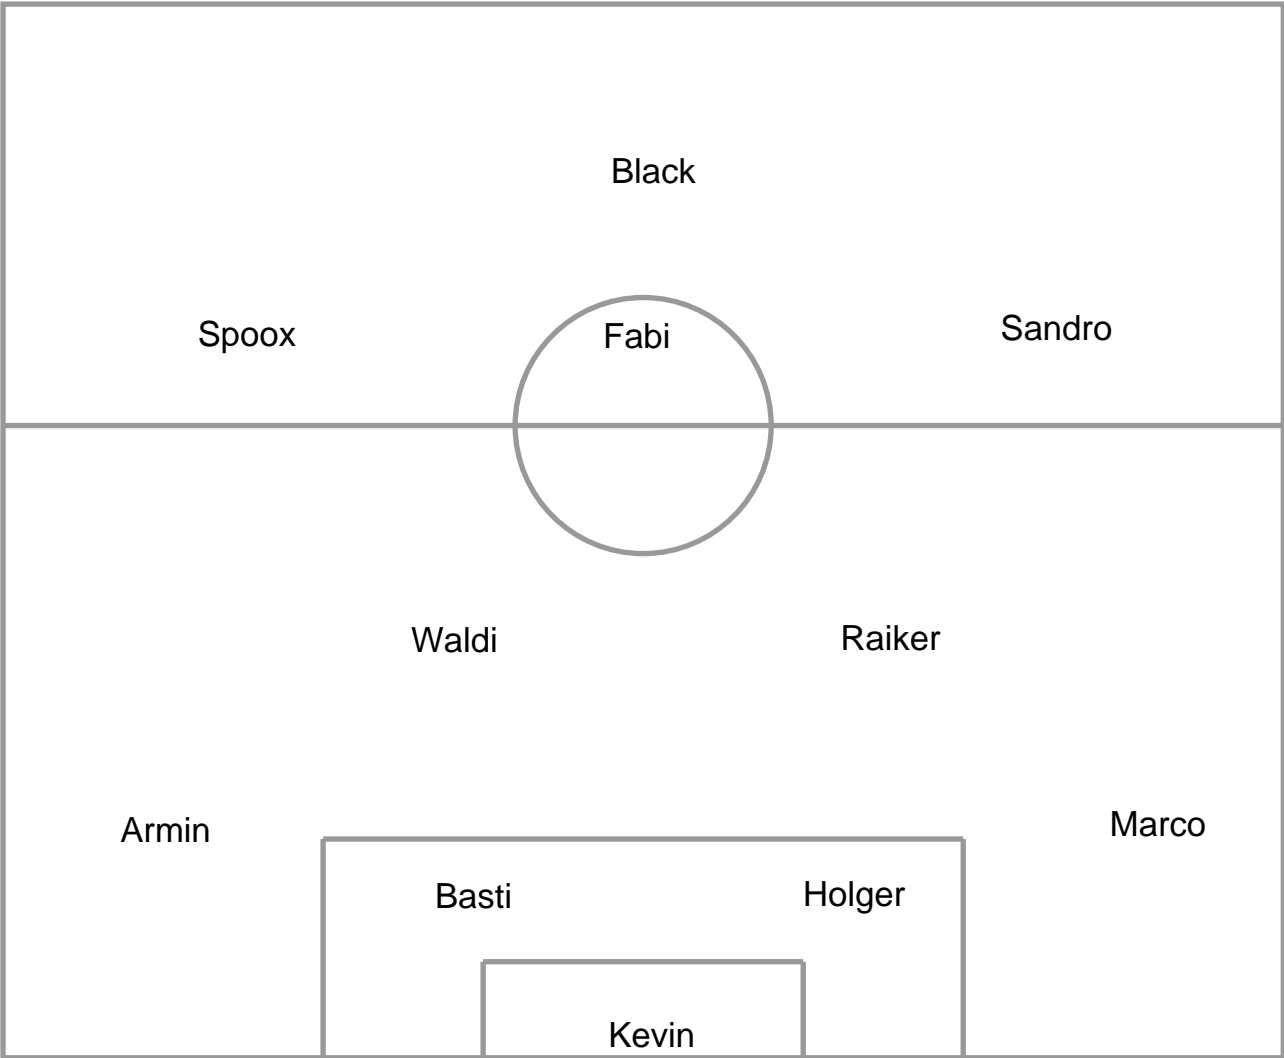 Black
Spoox Fabi Sandro
Waldi Raiker
Armin Marco
Basti Holger
Kevin